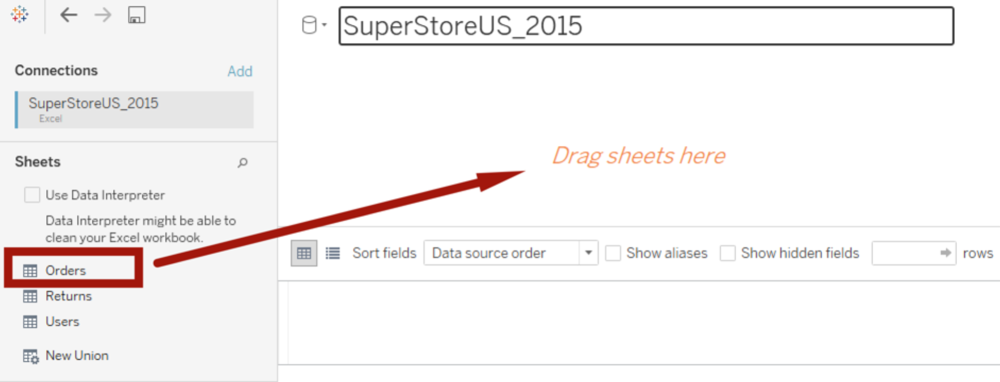 SuperStoreUS_2015
Connections Add
SuperStoreUS_2015
Excel
Drag sheets here
Sheets
Use Data Interpreter
Data Interpreter might be able to
clean your Excel workbook.
Sort fields Data source order Show aliases Show hidden fields rows
Orders
Returns
Users
New Union